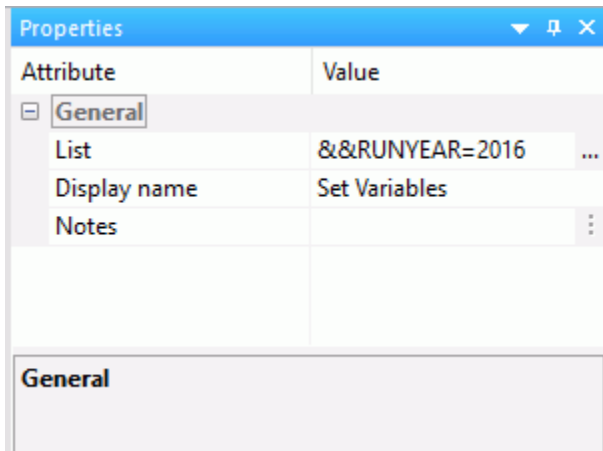 Properties
Attribute Value
General
List &&RUNYEAR=2016 ...
Display name Set Variables
Notes
General